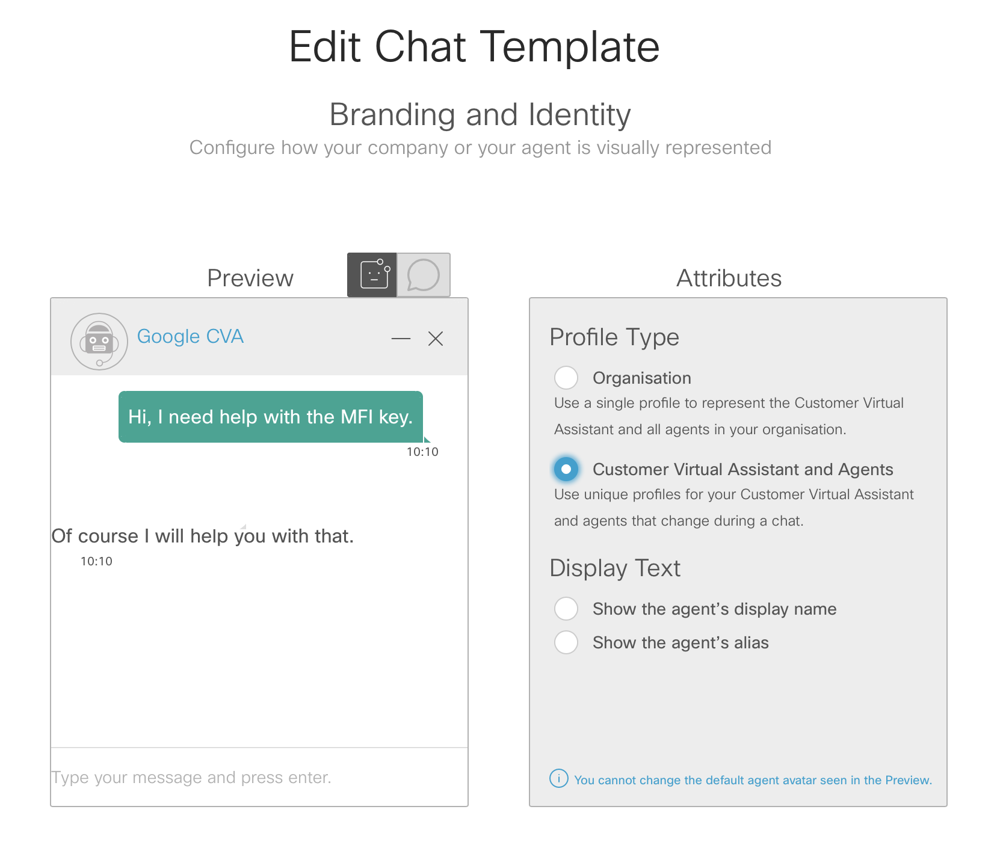 Edit Chat Template
Branding and Identity
Configure how your company or your agent is visually represented
Preview
Google CVA
Hi, I need help with the MFI key.
10:10
Of course I will help you with that.
10:10
Type your message and press enter.
Attributes
Profile Type
Organisation
Use a single profile to represent the Customer Virtual
Assistant and all agents in your organisation.
Customer Virtual Assistant and Agents
Use unique profiles for your Customer Virtual Assistant
and agents that change during a chat.
Display Text
Show the agent’s display name
Show the agent’s alias
You cannot change the default agent avatar seen in the Preview.